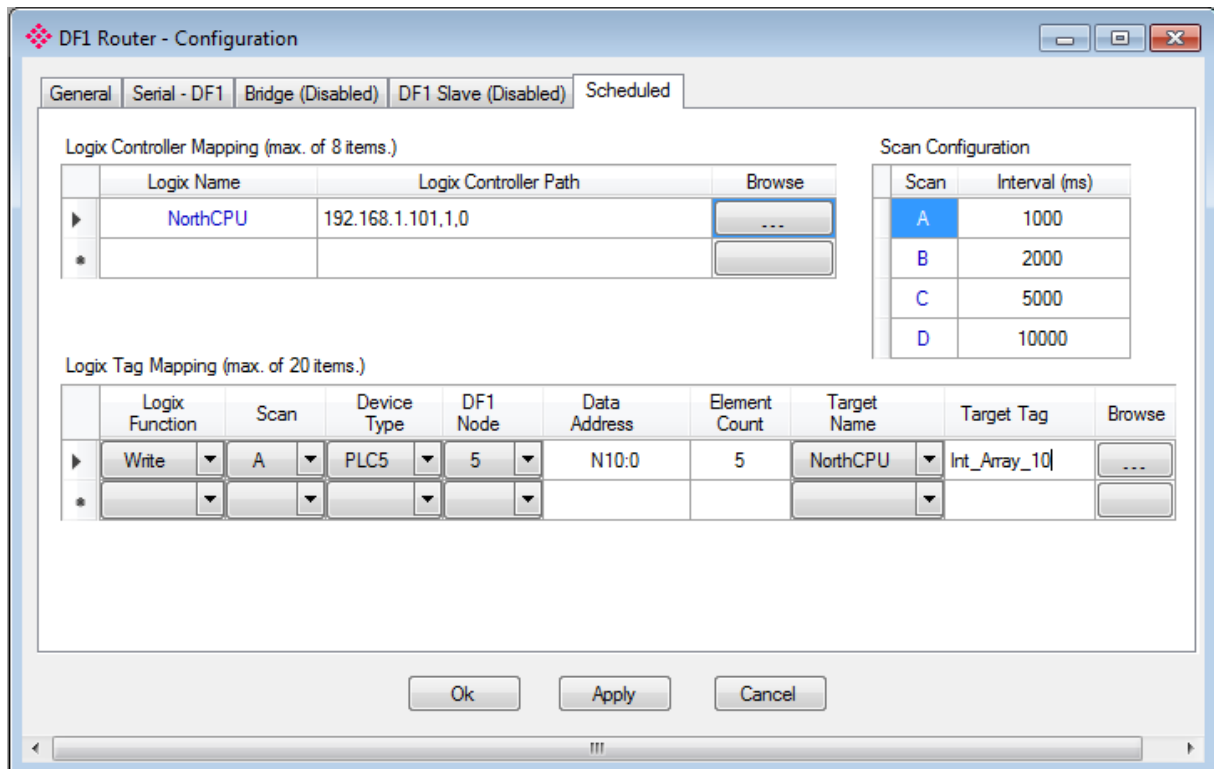 DF1 Router - Configuration
General Serial - DF1 Bridge (Disabled) DF1 Slave (Disabled) Scheduled
Logix Controller Mapping (max. of 8 items.)
Logix Name Logix Controller Path Browse
NorthCPU 192.168.1.101,1,0 ...
Scan Configuration
Scan Interval (ms)
A 1000
B 2000
C 5000
D 10000
Logix Tag Mapping (max. of 20 items.)
Logix Function Scan Device Type DF1 Node Data Address Element Count Target Name Target Tag Browse
Write A PLC5 5 N10:0 5 NorthCPU Int_Array_10 ...
Ok Apply Cancel